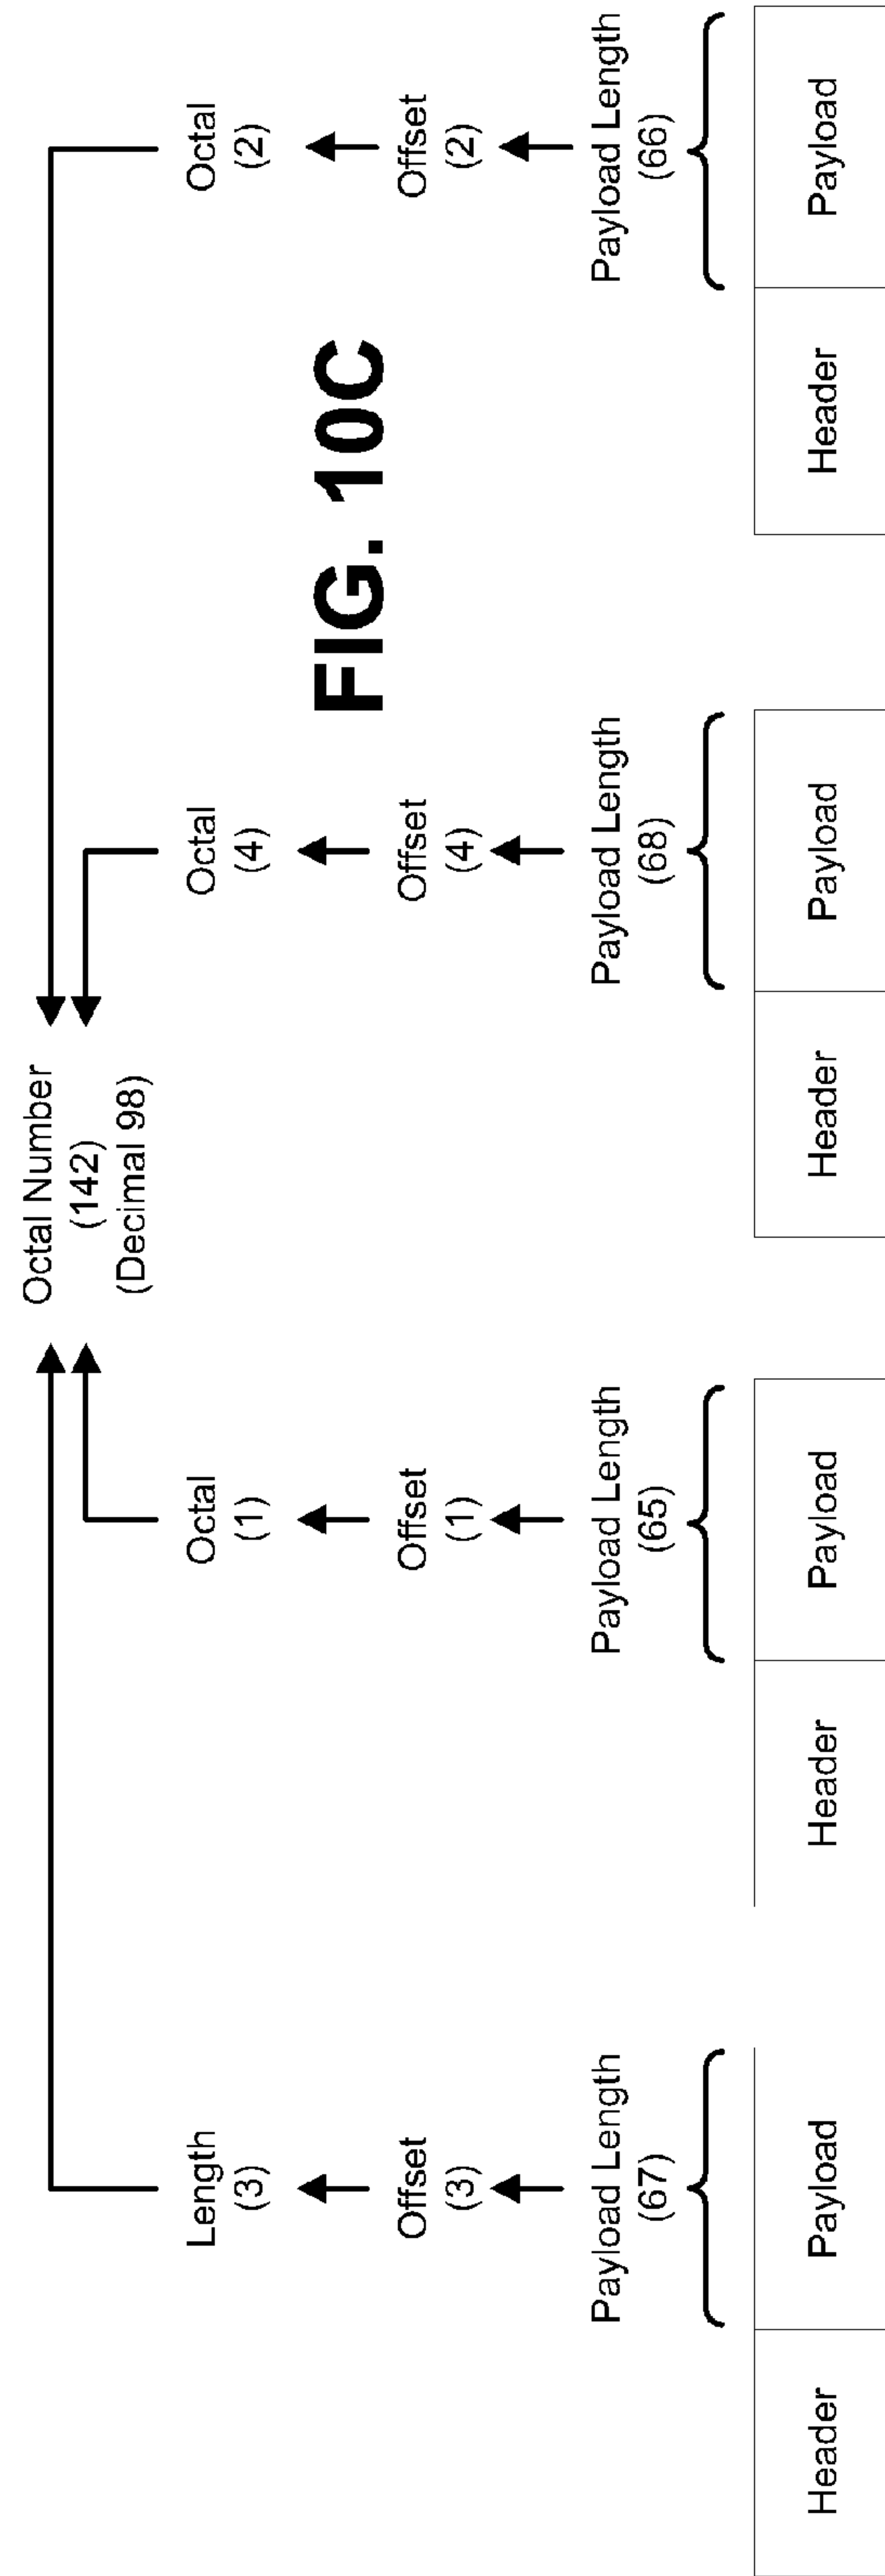 Octal Number
(142)
(Decimal 98)
Length
(3)
Octal
(1)
Octal
(4)
Octal
(2)
Offset
(3)
Offset
(1)
Offset
(4)
Offset
(2)
FIG. 10C
Payload Length
(67)
Payload Length
(65)
Payload Length
(68)
Payload Length
(66)
Header
Payload
Header
Payload
Header
Payload
Header
Payload